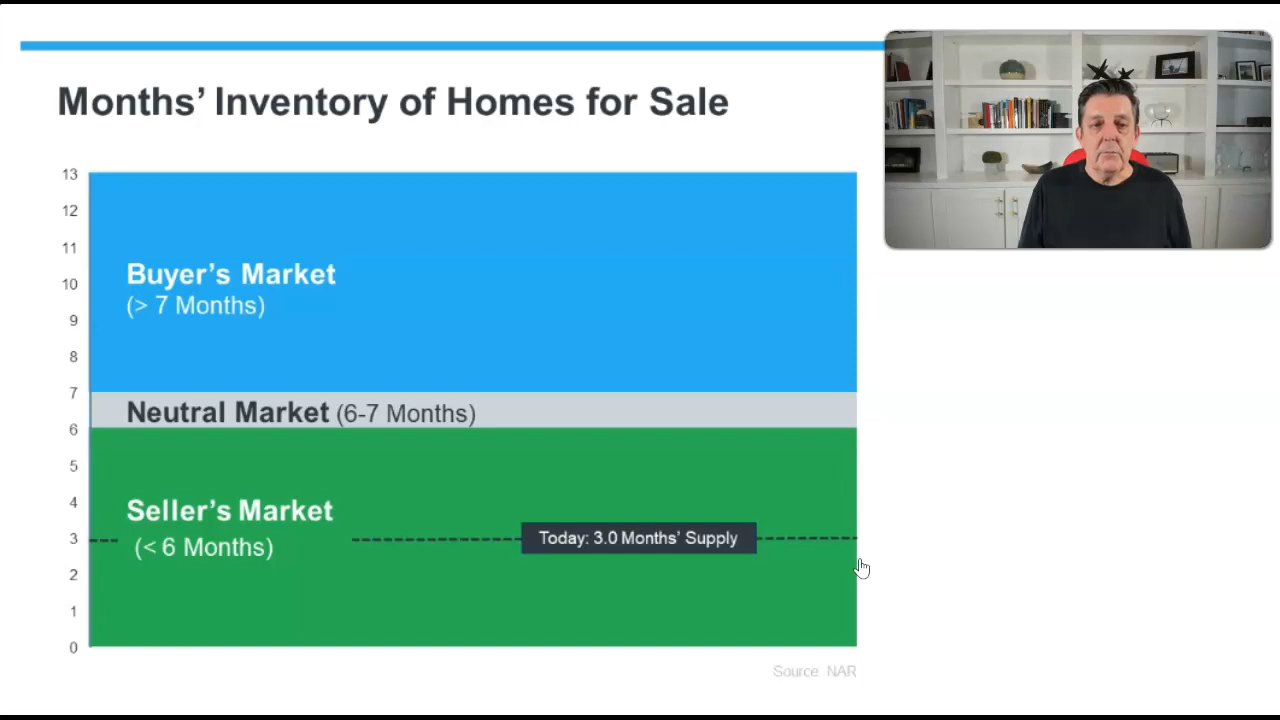 Months’ Inventory of Homes for Sale
13
12
11
10
9
8
7
6
5
4
3
2
1
0
Buyer’s Market
(> 7 Months)
Neutral Market (6-7 Months)
Seller’s Market
(< 6 Months)
Today: 3.0 Months’ Supply
Source: NAR